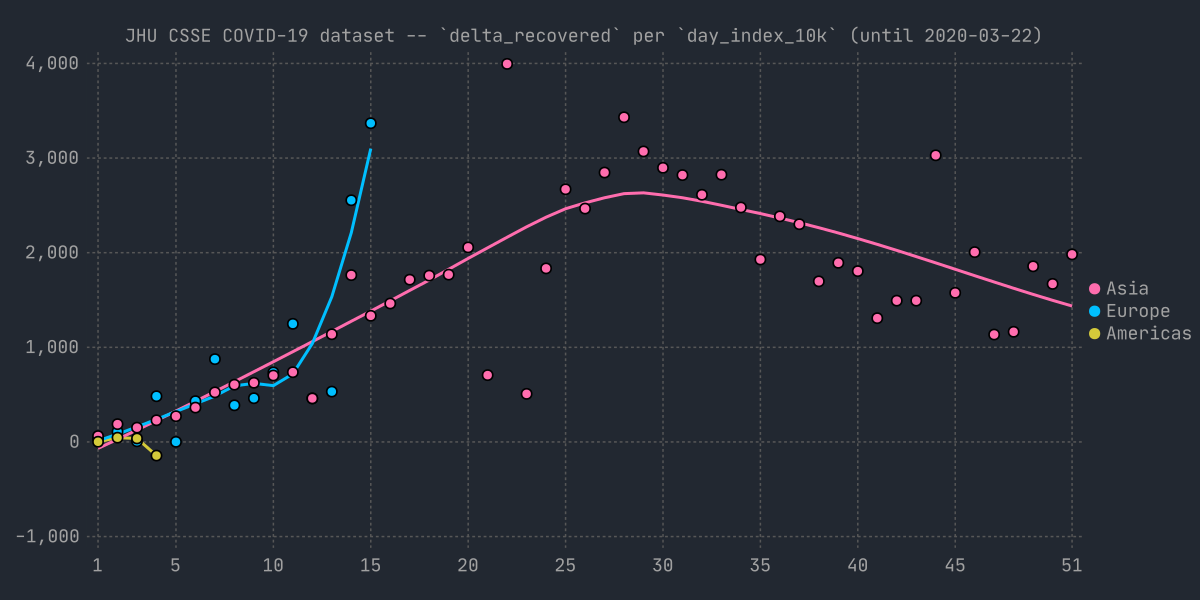 JHU CSSE COVID-19 dataset -- `delta_recovered` per `day_index_10k` (until 2020-03-22)
4,000
3,000
2,000
1,000
0
-1,000
1 5 10 15 20 25 30 35 40 45 51
Asia
Europe
Americas